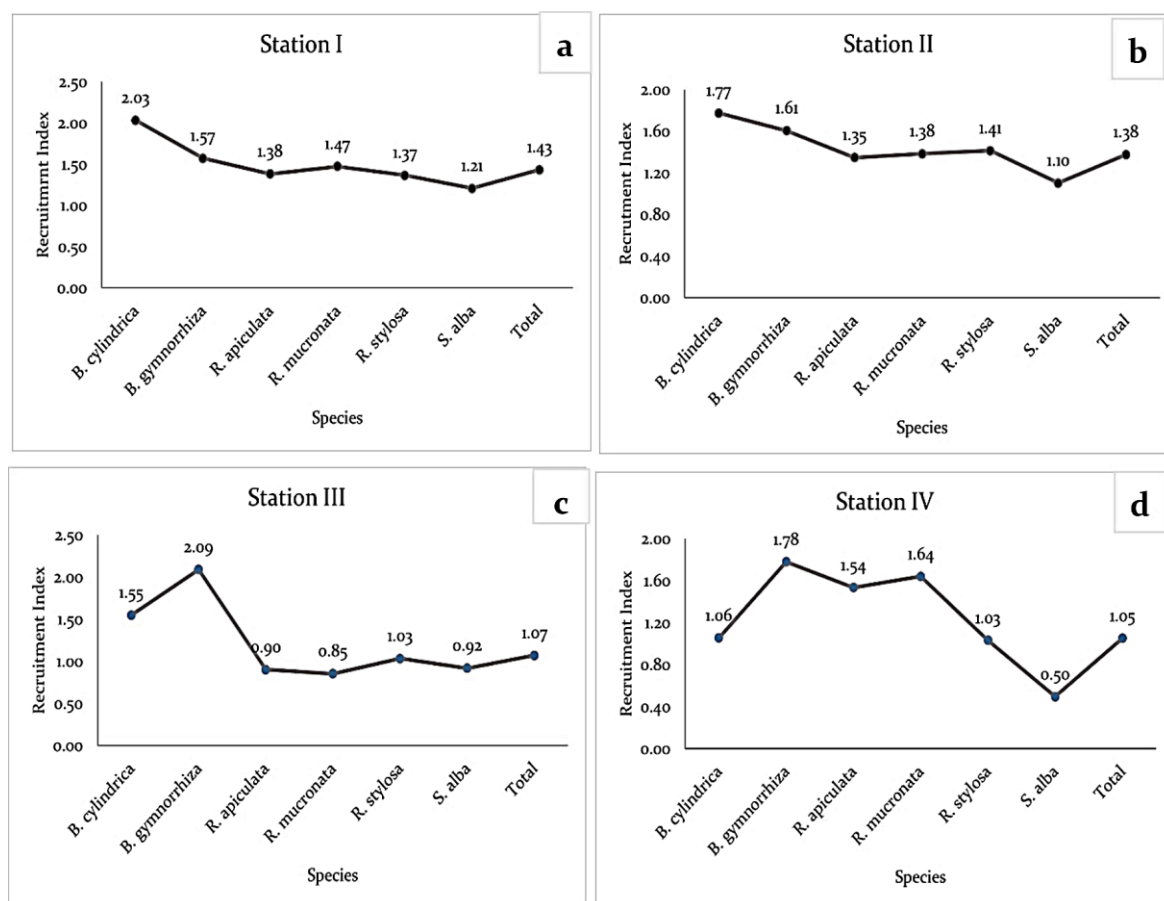 Station I
a
Recruitmrnt Index
2.50
2.00
1.50
1.00
0.50
0.00
2.03
1.57
1.38
1.47
1.37
1.21
1.43
B. cylindrica
B. gymnorrhiza
R. apiculata
R. mucronata
R. stylosa
S. alba
Total
Species
Station II
b
Recrutment Index
2.00
1.60
1.20
0.80
0.40
0.00
1.77
1.61
1.35
1.38
1.41
1.10
1.38
B. cylindrica
B. gymnorrhiza
R. apiculata
R. mucronata
R. stylosa
S. alba
Total
Species
Station III
c
Recruitment Index
2.50
2.00
1.50
1.00
0.50
0.00
1.55
2.09
0.90
0.85
1.03
0.92
1.07
B. cylindrica
B. gymnorrhiza
R. apiculata
R. mucronata
R. stylosa
S. alba
Total
Species
Station IV
d
Recruitment Index
2.00
1.60
1.20
0.80
0.40
0.00
1.06
1.78
1.54
1.64
1.03
0.50
1.05
B. cylindrica
B. gymnorrhiza
R. apiculata
R. mucronata
R. stylosa
S. alba
Total
Species